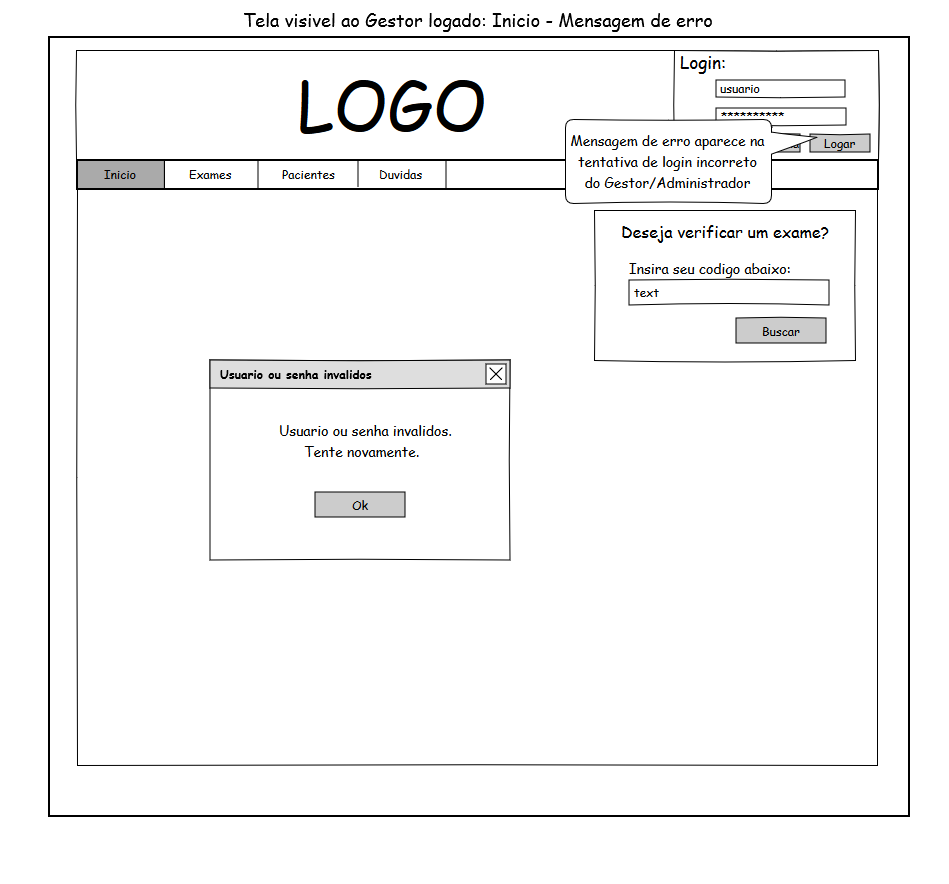 Tela visivel ao Gestor logado: Inicio - Mensagem de erro
LOGO
Login:
usuario
**********
Logar
Mensagem de erro aparece na
tentativa de login incorreto
do Gestor/Administrador
Inicio
Exames
Pacientes
Duvidas
Deseja verificar um exame?
Insira seu codigo abaixo:
text
Buscar
Usuario ou senha invalidos
Usuario ou senha invalidos.
Tente novamente.
Ok